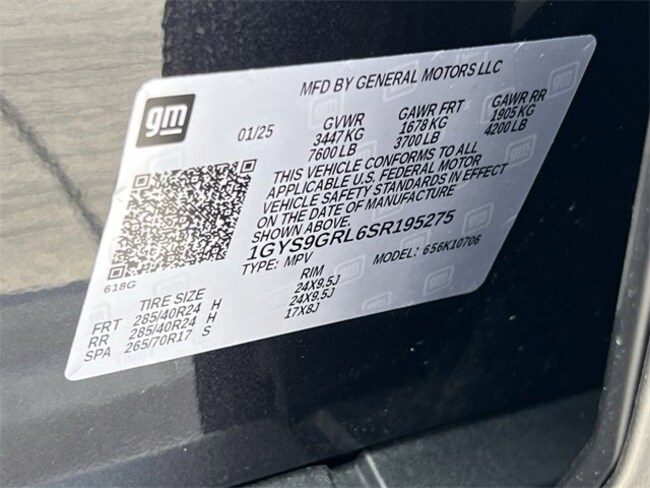 gm
MFD BY GENERAL MOTORS LLC
01/25
GVWR GAWR FRT GAWR RR
3447 KG 1678 KG 1905 KG
7600 LB 3700 LB 4200 LB
THIS VEHICLE CONFORMS TO ALL
APPLICABLE U.S. FEDERAL MOTOR
VEHICLE SAFETY STANDARDS IN EFFECT
ON THE DATE OF MANUFACTURE
SHOWN ABOVE.
1GYS9GRL6SR195275
TYPE: MPV MODEL: 656K10706
618G
TIRE SIZE RIM
FRT 285/40R24 H 24X9.5J
RR 285/40R24 H 24X9.5J
SPA 265/70R17 S 17X8J